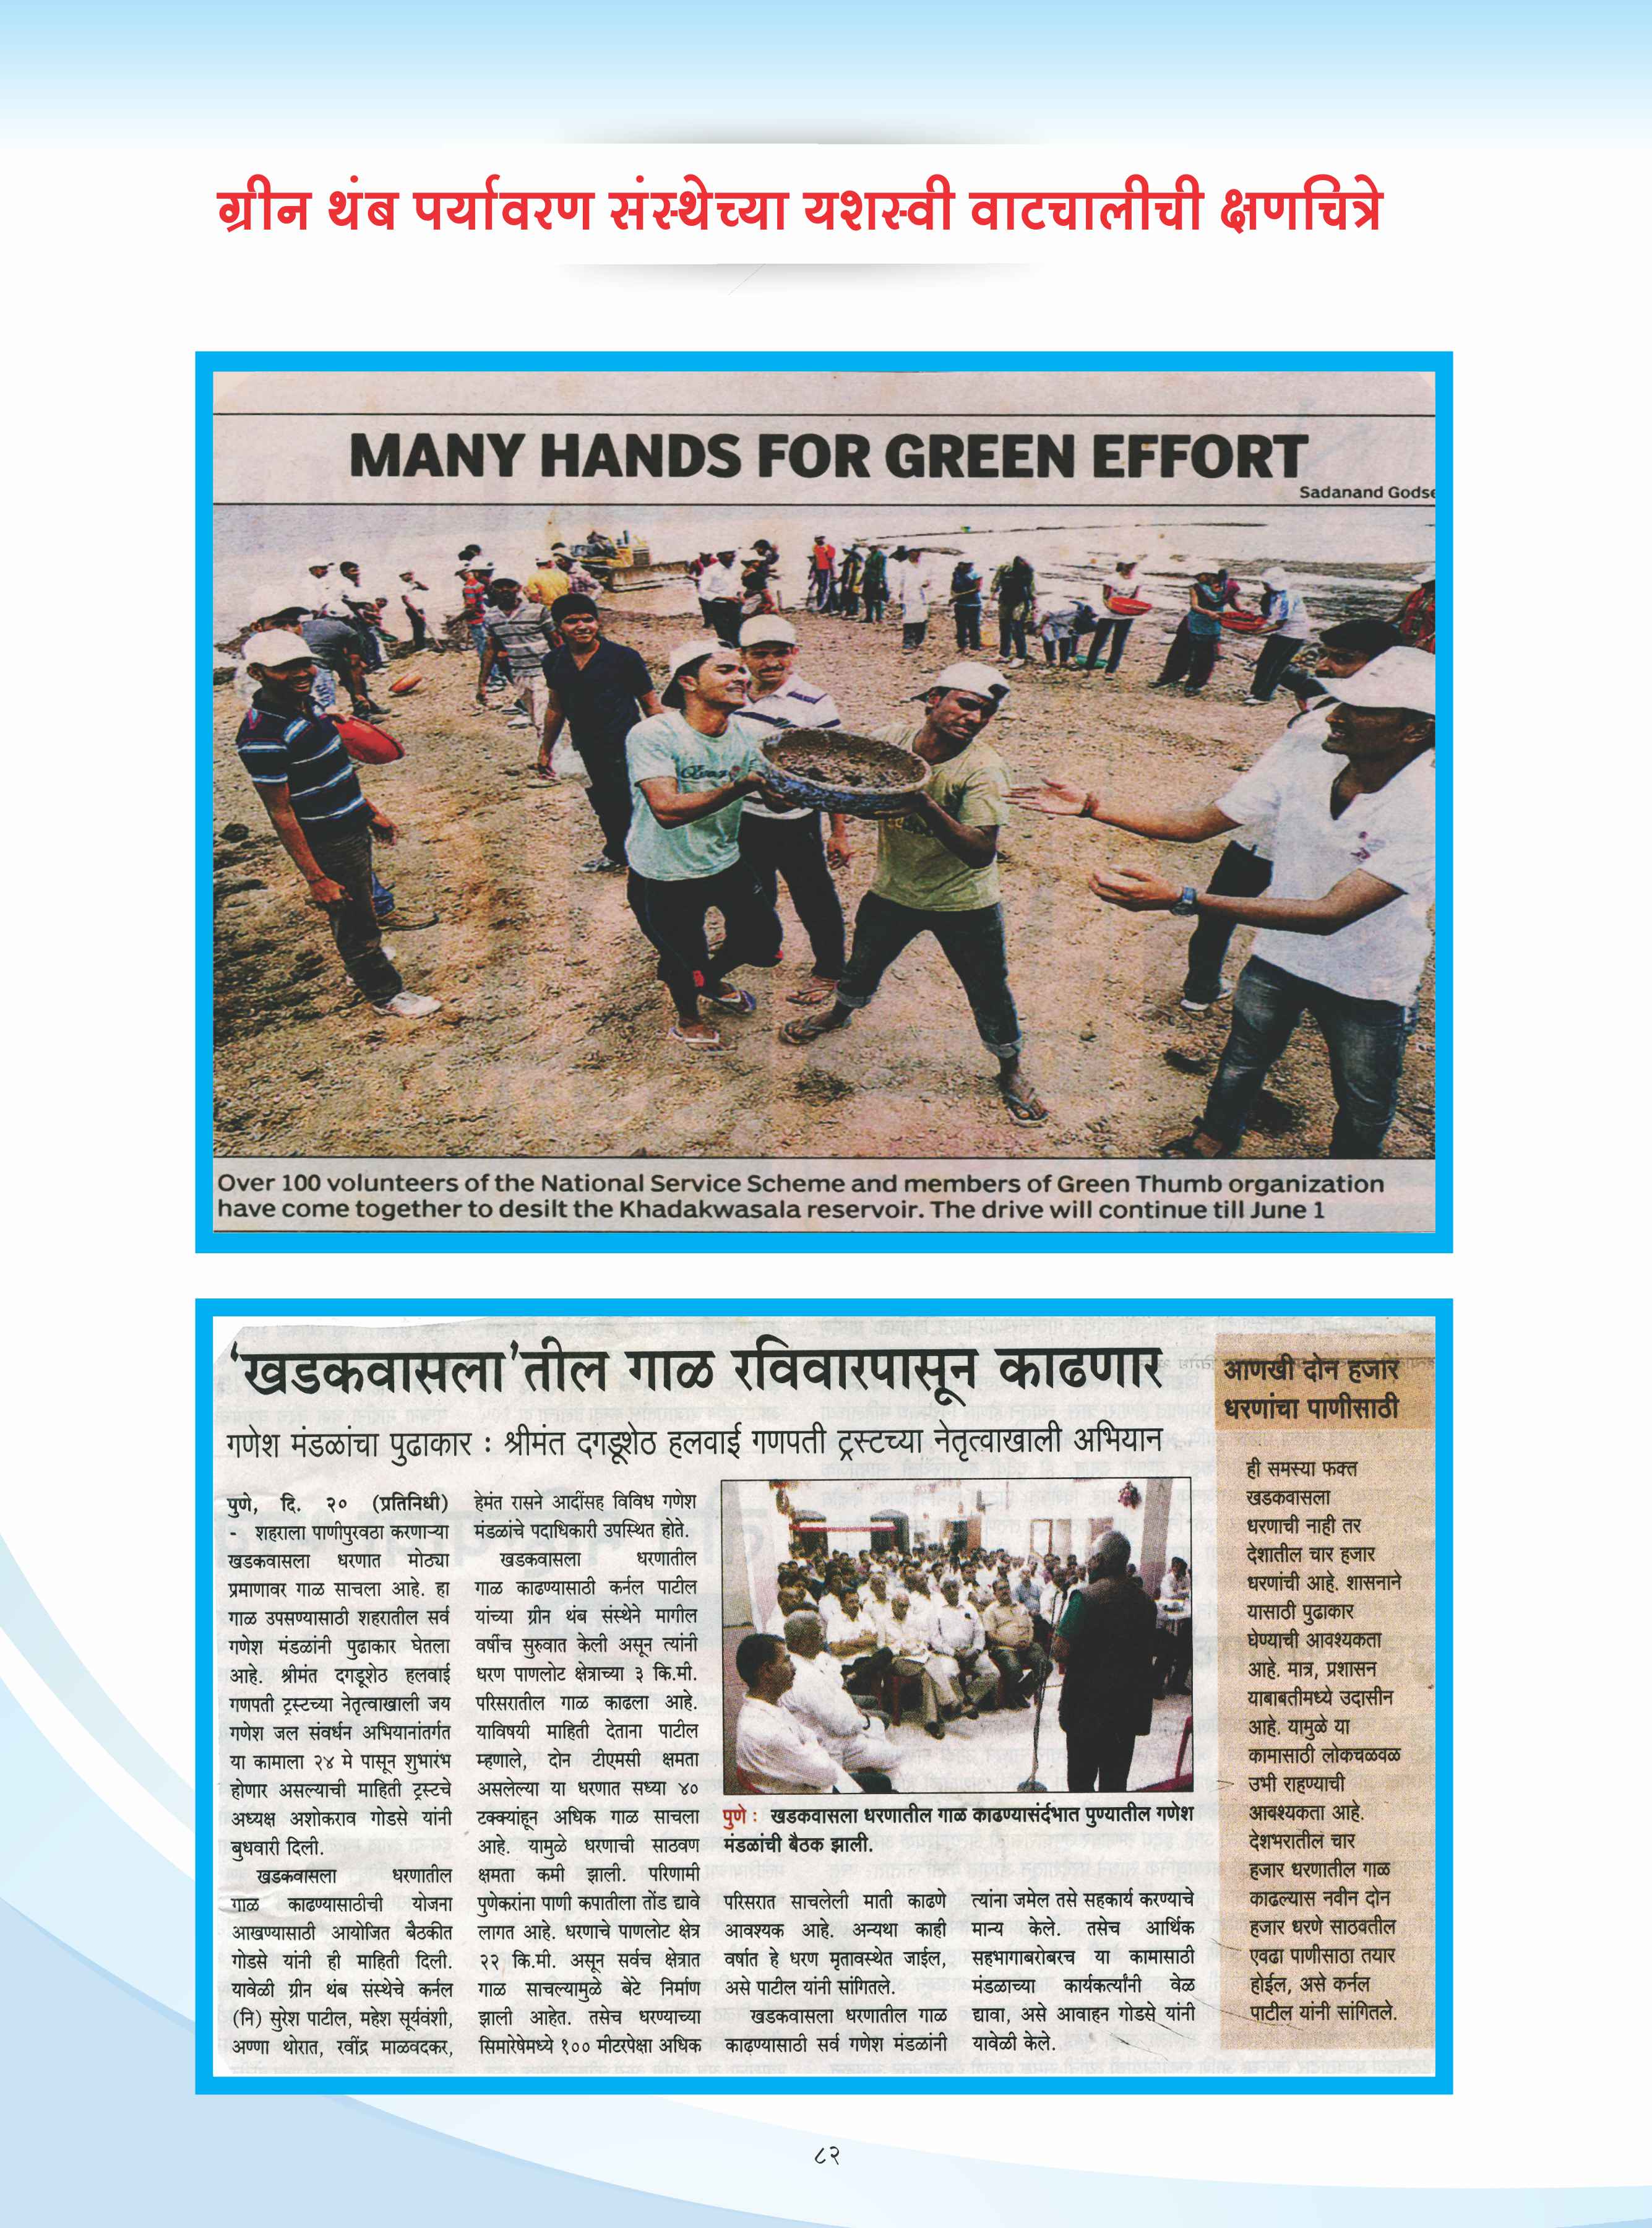 ग्रीन थंब पर्यावरण संस्थेच्या यशस्वी वाटचालीची क्षणचित्रे
MANY HANDS FOR GREEN EFFORT
Sadanand Godse
Over 100 volunteers of the National Service Scheme and members of Green Thumb organization
have come together to desilt the Khadakwasala reservoir. The drive will continue till June 1
'खडकवासला'तील गाळ रविवारपासून काढणार
गणेश मंडळांचा पुढाकार : श्रीमंत दगडूशेठ हलवाई गणपती ट्रस्टच्या नेतृत्वाखाली अभियान
पुणे, दि. २० (प्रतिनिधी)
- शहराला पाणीपुरवठा करणाऱ्या
खडकवासला धरणात मोठ्या
प्रमाणावर गाळ साचला आहे. हा
गाळ उपसण्यासाठी शहरातील सर्व
गणेश मंडळांनी पुढाकार घेतला
आहे. श्रीमंत दगडूशेठ हलवाई
गणपती ट्रस्टच्या नेतृत्वाखाली जय
गणेश जल संवर्धन अभियानांतर्गत
या कामाला २४ मे पासून शुभारंभ
होणार असल्याची माहिती ट्रस्टचे
अध्यक्ष अशोकराव गोडसे यांनी
बुधवारी दिली.
खडकवासला धरणातील
गाळ काढण्यासाठीची योजना
आखण्यासाठी आयोजित बैठकीत
गोडसे यांनी ही माहिती दिली.
यावेळी ग्रीन थंब संस्थेचे कर्नल
(नि) सुरेश पाटील, महेश सूर्यवंशी,
अण्णा थोरात, रवींद्र माळवदकर,
हेमंत रासने आदींसह विविध गणेश
मंडळांचे पदाधिकारी उपस्थित होते.
खडकवासला धरणातील
गाळ काढण्यासाठी कर्नल पाटील
यांच्या ग्रीन थंब संस्थेने मागील
वर्षीच सुरुवात केली असून त्यांनी
धरण पाणलोट क्षेत्राच्या ३ कि.मी.
परिसरातील गाळ काढला आहे.
याविषयी माहिती देताना पाटील
म्हणाले, दोन टीएमसी क्षमता
असलेल्या या धरणात सध्या ४०
टक्क्यांहून अधिक गाळ साचला
आहे. यामुळे धरणाची साठवण
क्षमता कमी झाली. परिणामी
पुणेकरांना पाणी कपातीला तोंड द्यावे
लागत आहे. धरणाचे पाणलोट क्षेत्र
२२ कि.मी. असून सर्वच क्षेत्रात
गाळ साचल्यामुळे बेटे निर्माण
झाली आहेत. तसेच धरण्याच्या
सिमारेषेमध्ये १०० मीटरपेक्षा अधिक
पुणे : खडकवासला धरणातील गाळ काढण्यासंर्दभात पुण्यातील गणेश
मंडळांची बैठक झाली.
परिसरात साचलेली माती काढणे
आवश्यक आहे. अन्यथा काही
वर्षात हे धरण मृतावस्थेत जाईल,
असे पाटील यांनी सांगितले.
खडकवासला धरणातील गाळ
काढ‌ण्यासाठी सर्व गणेश मंडळांनी
त्यांना जमेल तसे सहकार्य करण्याचे
मान्य केले. तसेच आर्थिक
सहभागाबरोबरच या कामासाठी
मंडळाच्या कार्यकर्त्यांनी वेळ
द्यावा, असे आवाहन गोडसे यांनी
यावेळी केले.
आणखी दोन हजार
धरणांचा पाणीसाठी
ही समस्या फक्त
खडकवासला
धरणाची नाही तर
देशातील चार हजार
धरणांची आहे. शासनाने
यासाठी पुढाकार
घेण्याची आवश्यकता
आहे. मात्र, प्रशासन
याबाबतीमध्ये उदासीन
आहे. यामुळे या
कामासाठी लोकचळवळ
उभी राहण्याची
आवश्यकता आहे.
देशभरातील चार
हजार धरणातील गाळ
काढल्यास नवीन दोन
हजार धरणे साठवतील
एवढा पाणीसाठा तयार
होईल, असे कर्नल
पाटील यांनी सांगितले.
८२